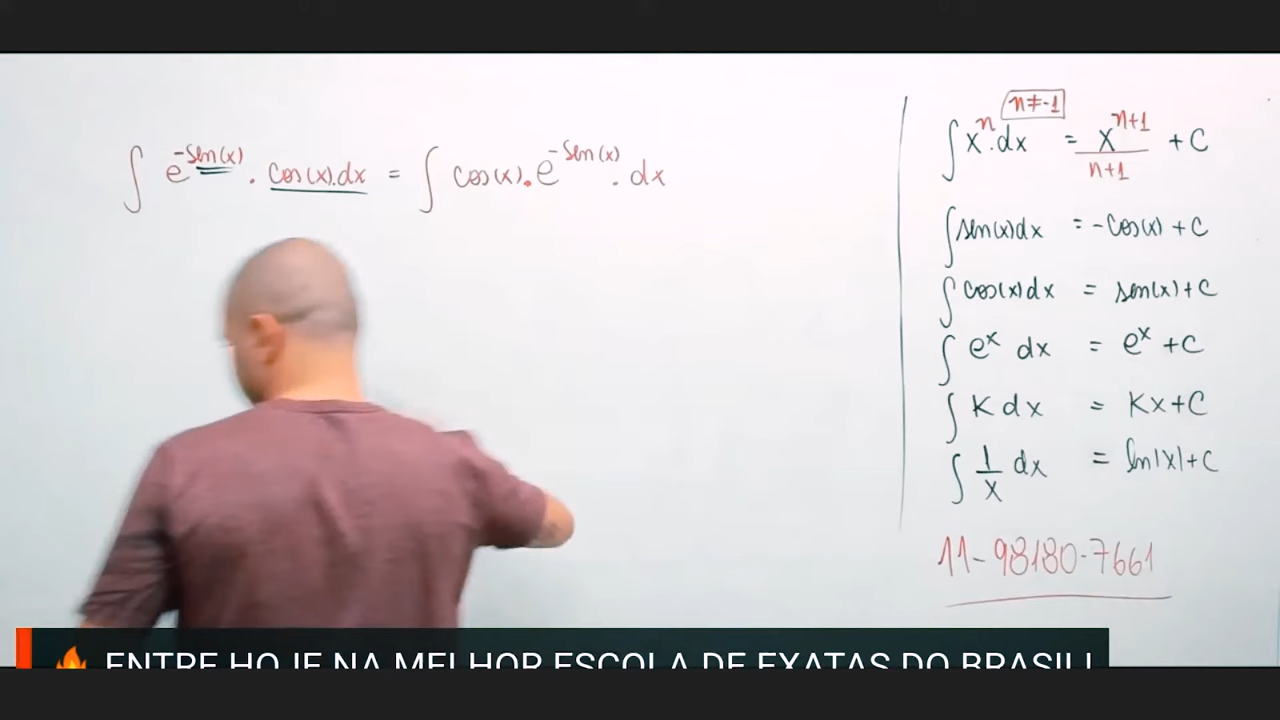 ∫ e^{-sen(x)} . cos(x).dx = ∫ cos(x).e^{-sen(x)} . dx
n≠-1
∫ x^n.dx = x^{n+1}/n+1 + C
∫ sen(x)dx = -cos(x) + C
∫ cos(x)dx = sen(x)+C
∫ e^x dx = e^x +C
∫ K dx = Kx+C
∫ 1/x dx = ln|x|+C
11-98180-7661
🔥 ENTRE HOJE NA MELHOR ESCOLA DE EXATAS DO BRASIL!